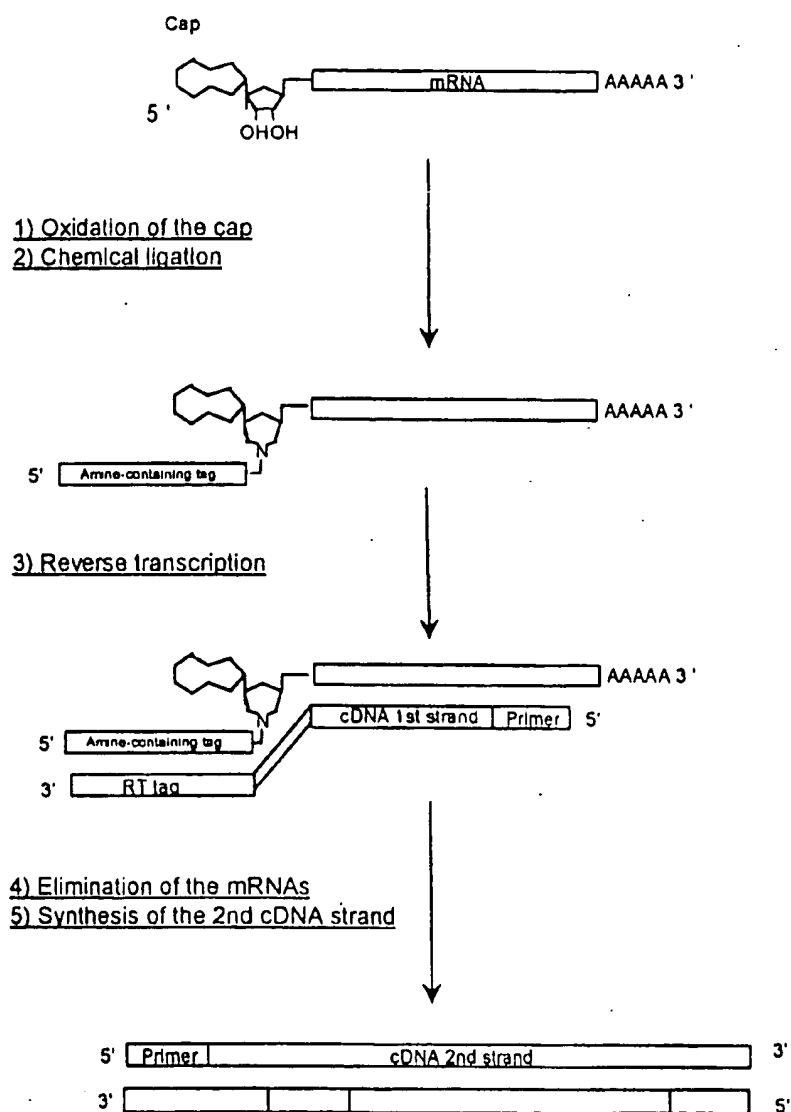 Cap
mRNA AAAAA 3 '
5 '
OHOH
1) Oxidation of the cap
2) Chemical ligation
AAAAA 3 '
N
5' Amine-containing tag
3) Reverse transcription
AAAAA 3 '
cDNA 1st strand Primer 5'
N
5' Amine-containing tag
3' RT tag
4) Elimination of the mRNAs
5) Synthesis of the 2nd cDNA strand
5' Primer cDNA 2nd strand 3'
3' 5'